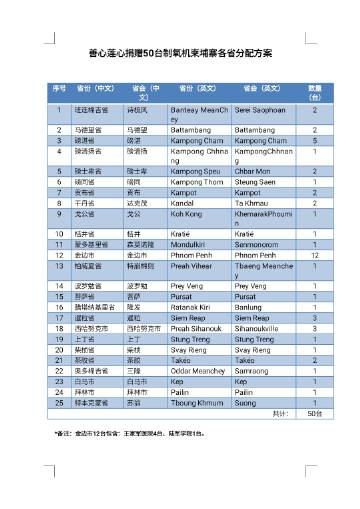 善心莲心捐赠50台制氧机柬埔寨各省分配方案
序号 省份（中文） 省会（中文） 省份（英文） 省会（英文） 数量（台）
1 班迭棉吉省 诗梳风 Banteay MeanChey Serei Saophoan 2
2 马德望省 马德望 Battambang Battambang 2
3 磅湛省 磅湛 Kampong Cham Kampong Cham 5
4 磅清扬省 磅清扬 Kampong Chhnang KampongChhnang 1
5 磅士卑省 磅士卑 Kampong Speu Chbar Mon 2
6 磅同省 磅同 Kampong Thom Steung Saen 1
7 贡布省 贡布 Kampot Kampot 2
8 干丹省 达克茂 Kandal Ta Khmau 2
9 戈公省 戈公 Koh Kong KhemarakPhoumin 1
10 桔井省 桔井 Kratié Kratié 1
11 蒙多基里省 森莫诺隆 Mondulkiri Senmonorom 1
12 金边市 金边市 Phnom Penh Phnom Penh 12
13 柏威夏省 Preah Vihear Tbaeng Meanchey 1
14 波罗勉省 波罗勉 Prey Veng Prey Veng 1
15 菩萨省 菩萨 Pursat Pursat 1
16 腊塔纳基里省 隆发 Ratanak Kiri Banlung 1
17 暹粒省 暹粒 Siem Reap Siem Reap 3
18 西哈努克市 西哈努克市 Preah Sihanouk Sihanoukville 3
19 上丁省 上丁 Stung Treng Stung Treng 1
20 柴桢省 柴桢 Svay Rieng Svay Rieng 1
21 茶胶省 茶胶 Takéo Takéo 2
22 奥多棉吉省 三隆 Oddar Meanchey Samraong 1
23 白马市 白马市 Kep Kep 1
24 拜林市 拜林市 Pailin Pailin 1
25 特本克蒙省 苏翁 Tboung Khmum Suong 1
共计： 50台
*备注：金边市12台包含：王家军医院4台、陆军学院1台。